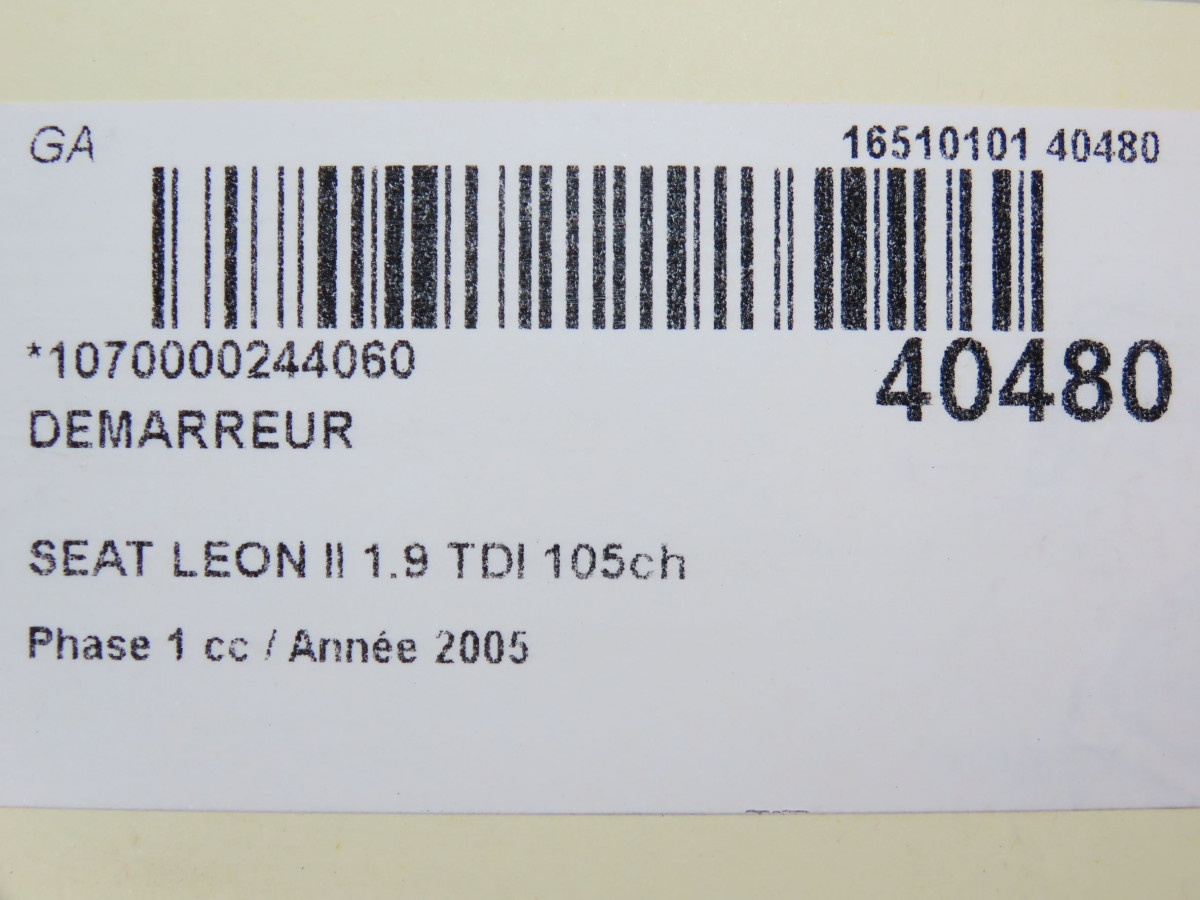 GA
16510101 40480
*1070000244060
40480
DEMARREUR
SEAT LEON II 1.9 TDI 105ch
Phase 1 cc / Année 2005